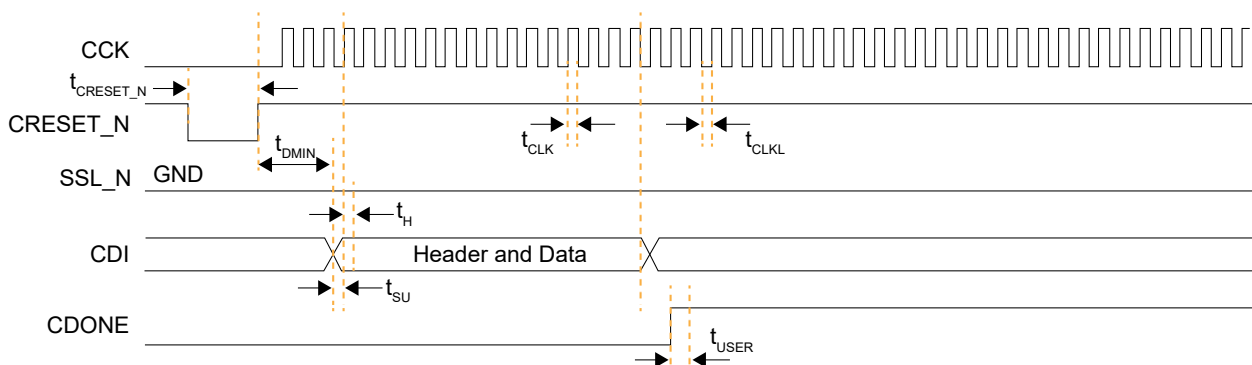 CCK
tCRESET_N
CRESET_N
tCLK
tCLKL
tDMIN
SSL_N
GND
tH
CDI
Header and Data
tSU
CDONE
tUSER